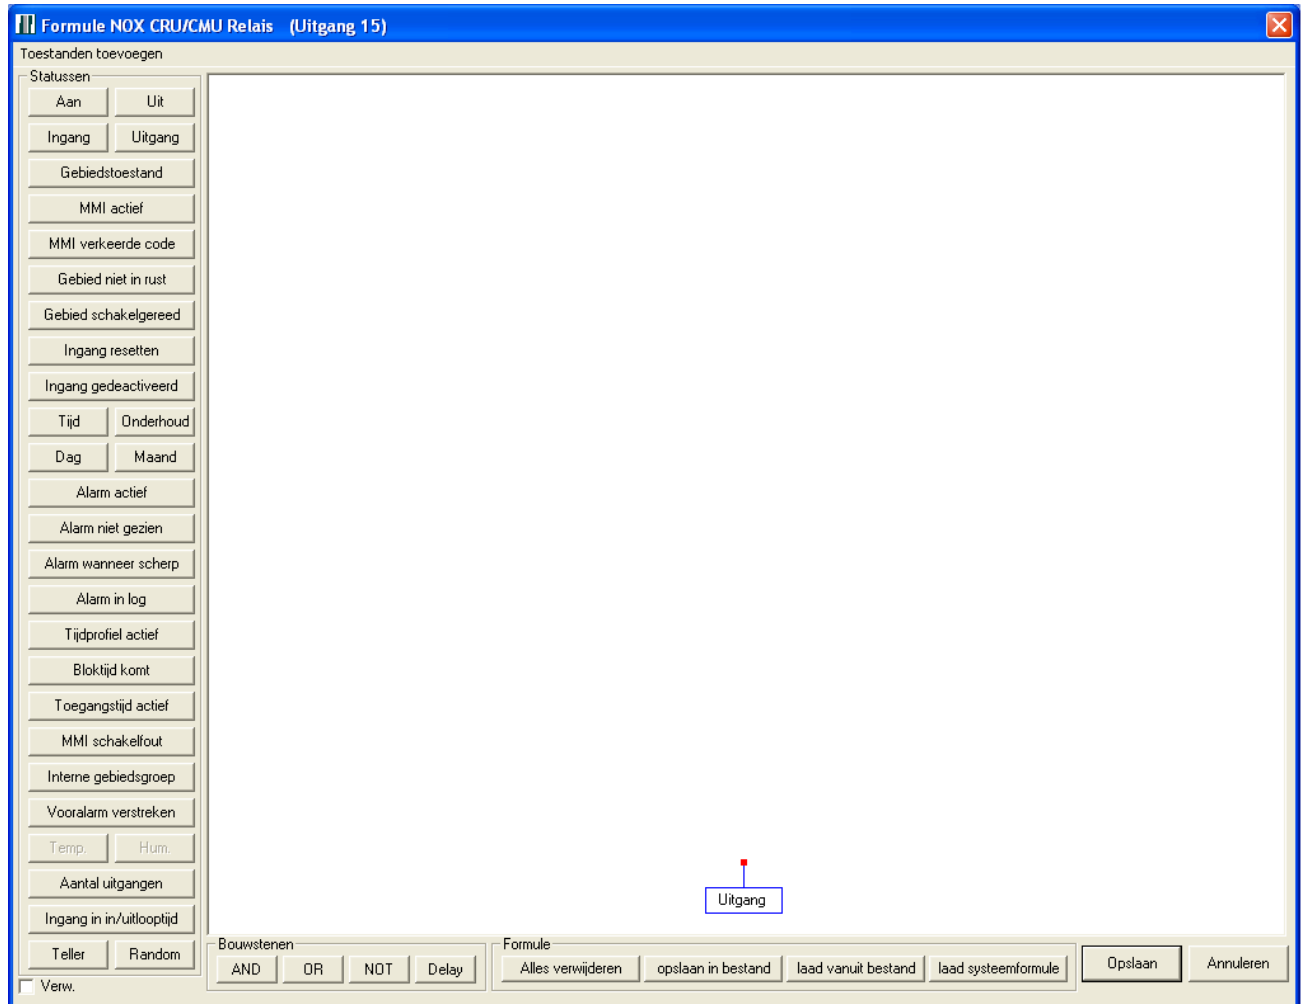 Formule NOX CRU/CMU Relais (Uitgang 15)
Toestanden toevoegen
Statussen
Aan Uit
Ingang Uitgang
Gebiedstoestand
MMI actief
MMI verkeerde code
Gebied niet in rust
Gebied schakelgereed
Ingang resetten
Ingang gedeactiveerd
Tijd Onderhoud
Dag Maand
Alarm actief
Alarm niet gezien
Alarm wanneer scherp
Alarm in log
Tijdprofiel actief
Bloktijd komt
Toegangstijd actief
MMI schakelfout
Interne gebiedsgroep
Vooralarm verstreken
Temp. Hum.
Aantal uitgangen
Ingang in in/uitlooptijd
Teller Random
Verw.
Uitgang
Bouwstenen
AND OR NOT Delay
Formule
Alles verwijderen opslaan in bestand laad vanuit bestand laad systeemformule
Opslaan Annuleren